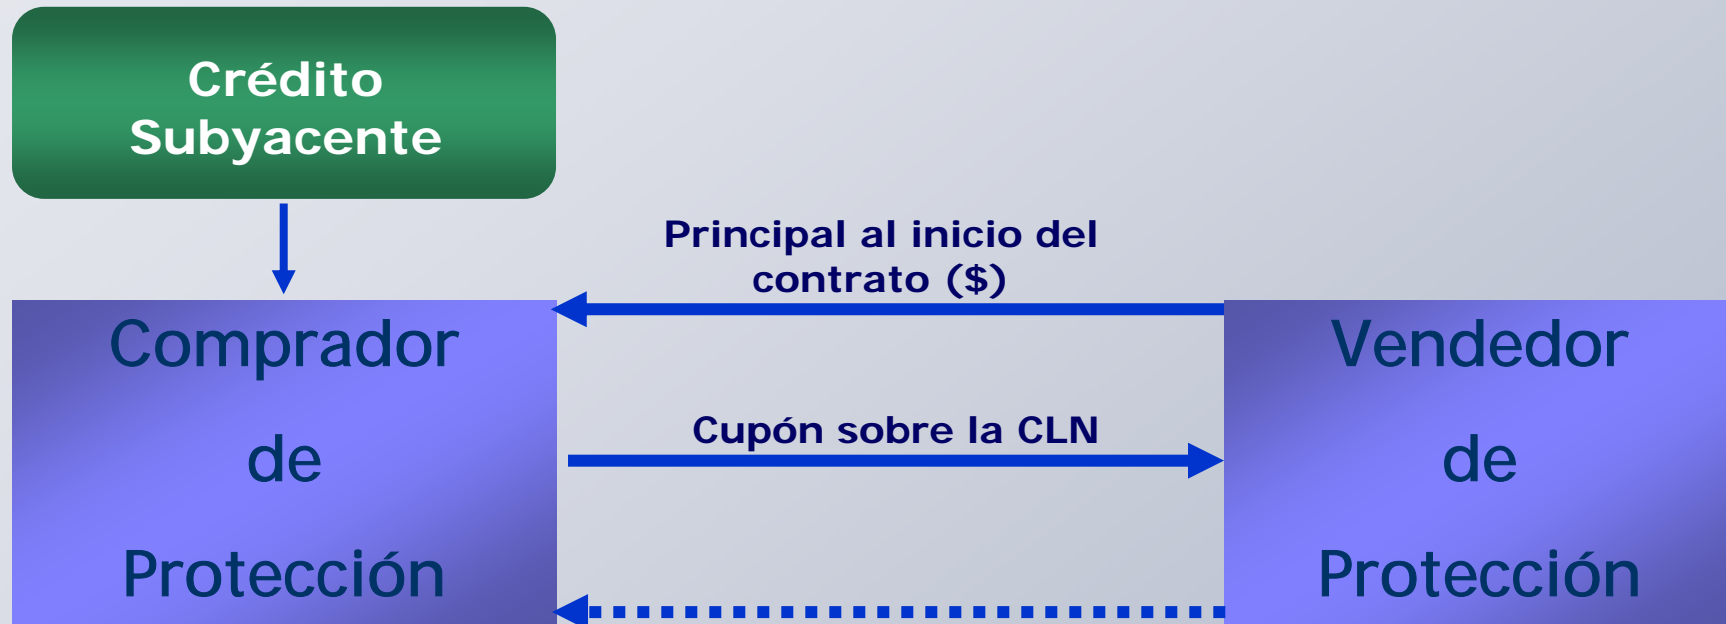 Crédito
Subyacente
Principal al inicio del
contrato ($)
Comprador
de
Protección
Cupón sobre la CLN
Vendedor
de
Protección